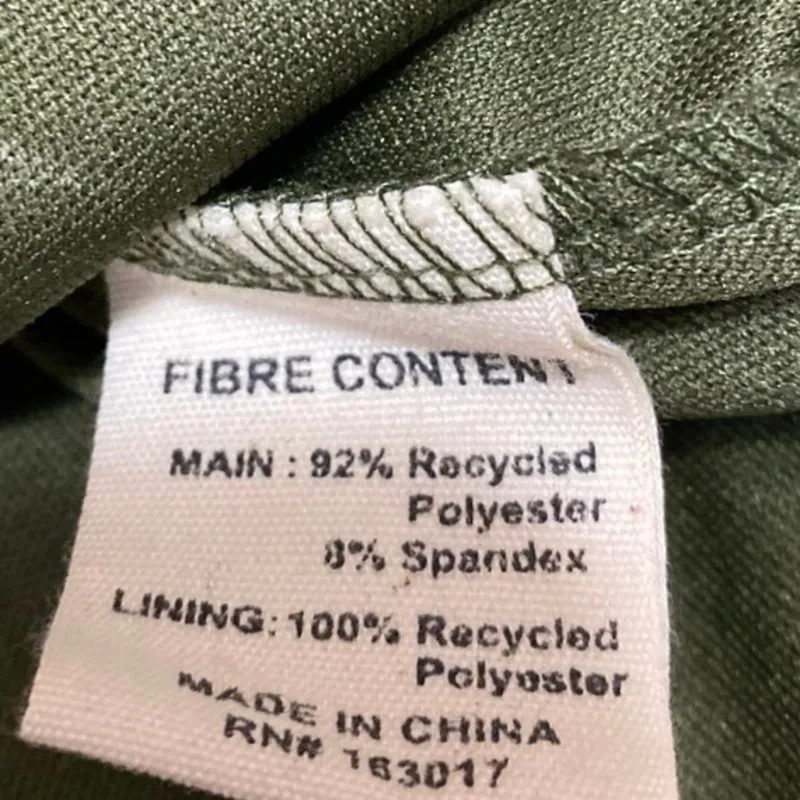 FIBRE CONTENT
MAIN : 92% Recycled
Polyester
8% Spandex
LINING: 100% Recycled
Polyester
MADE IN CHINA
RN# 163017